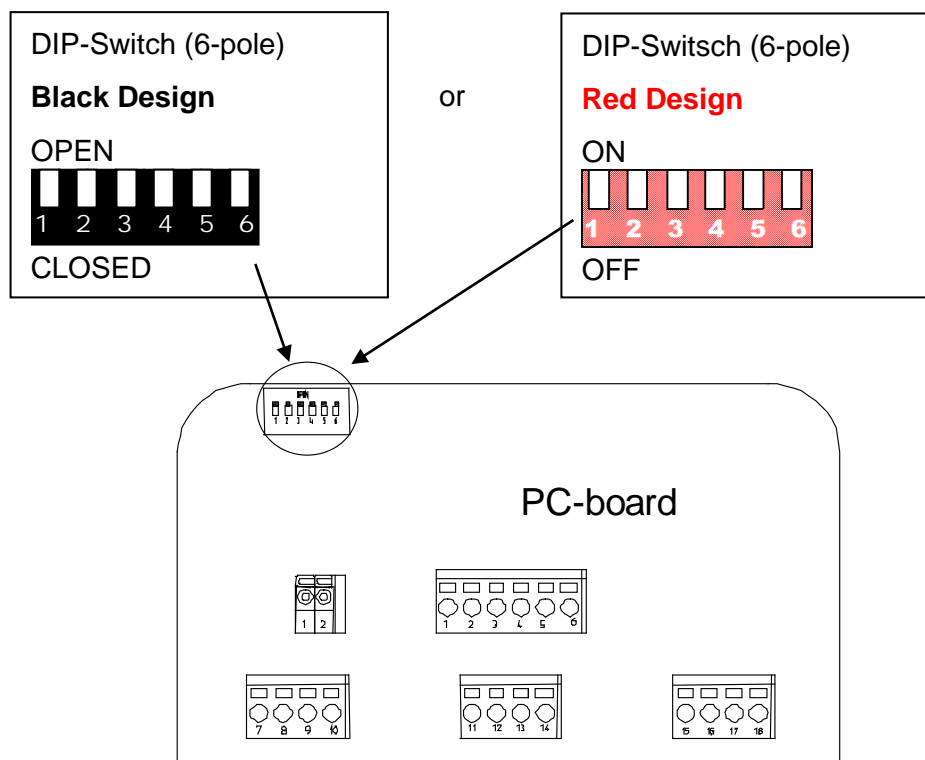 DIP-Switch (6-pole)
Black Design
OPEN
1 2 3 4 5 6
CLOSED
or
DIP-Switsch (6-pole)
Red Design
ON
1 2 3 4 5 6
OFF
OPEN
1 2 3 4 5 6
PC-board
1 2
1 2 3 4 5 6
7 8 9 10
11 12 13 14
15 16 17 18